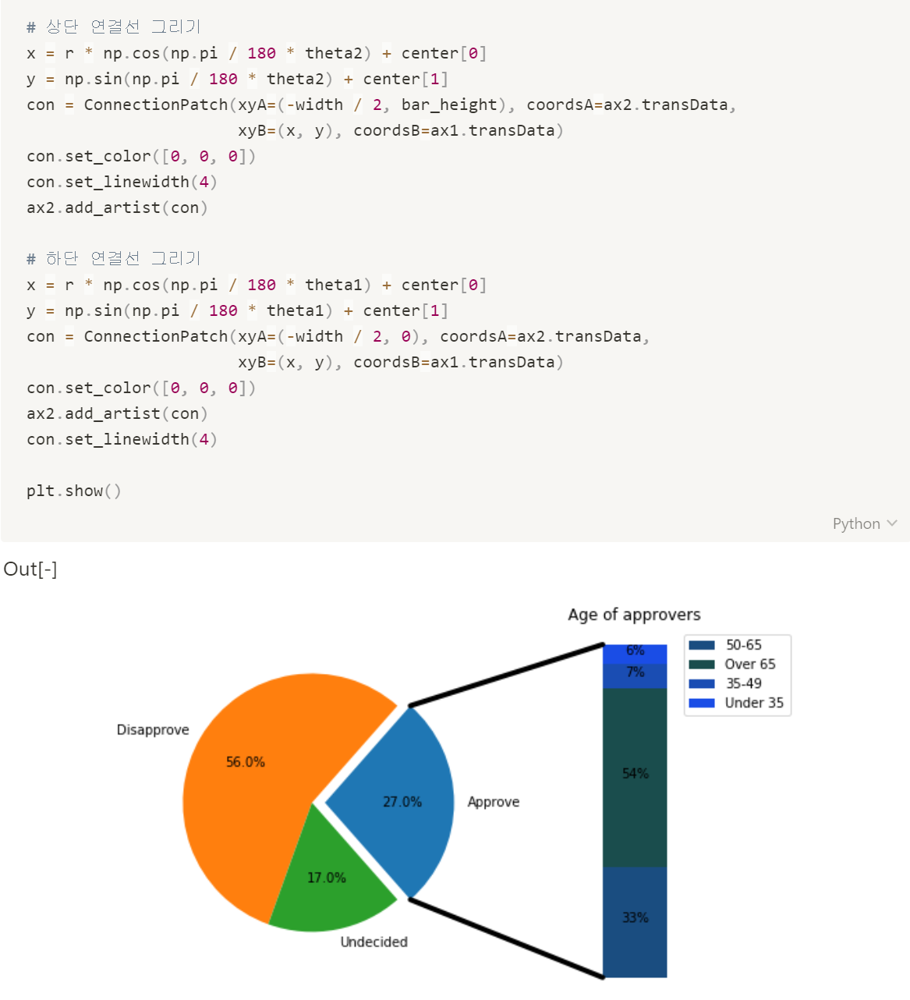 # 상단 연결선 그리기
x = r * np.cos(np.pi / 180 * theta2) + center[0]
y = np.sin(np.pi / 180 * theta2) + center[1]
con = ConnectionPatch(xyA=(-width / 2, bar_height), coordsA=ax2.transData,
                      xyB=(x, y), coordsB=ax1.transData)
con.set_color([0, 0, 0])
con.set_linewidth(4)
ax2.add_artist(con)

# 하단 연결선 그리기
x = r * np.cos(np.pi / 180 * theta1) + center[0]
y = np.sin(np.pi / 180 * theta1) + center[1]
con = ConnectionPatch(xyA=(-width / 2, 0), coordsA=ax2.transData,
                      xyB=(x, y), coordsB=ax1.transData)
con.set_color([0, 0, 0])
ax2.add_artist(con)
con.set_linewidth(4)

plt.show()
Python
Out[-]
Age of approvers
50-65
Over 65
35-49
Under 35
6%
7%
54%
33%
Disapprove
56.0%
27.0%
Approve
17.0%
Undecided